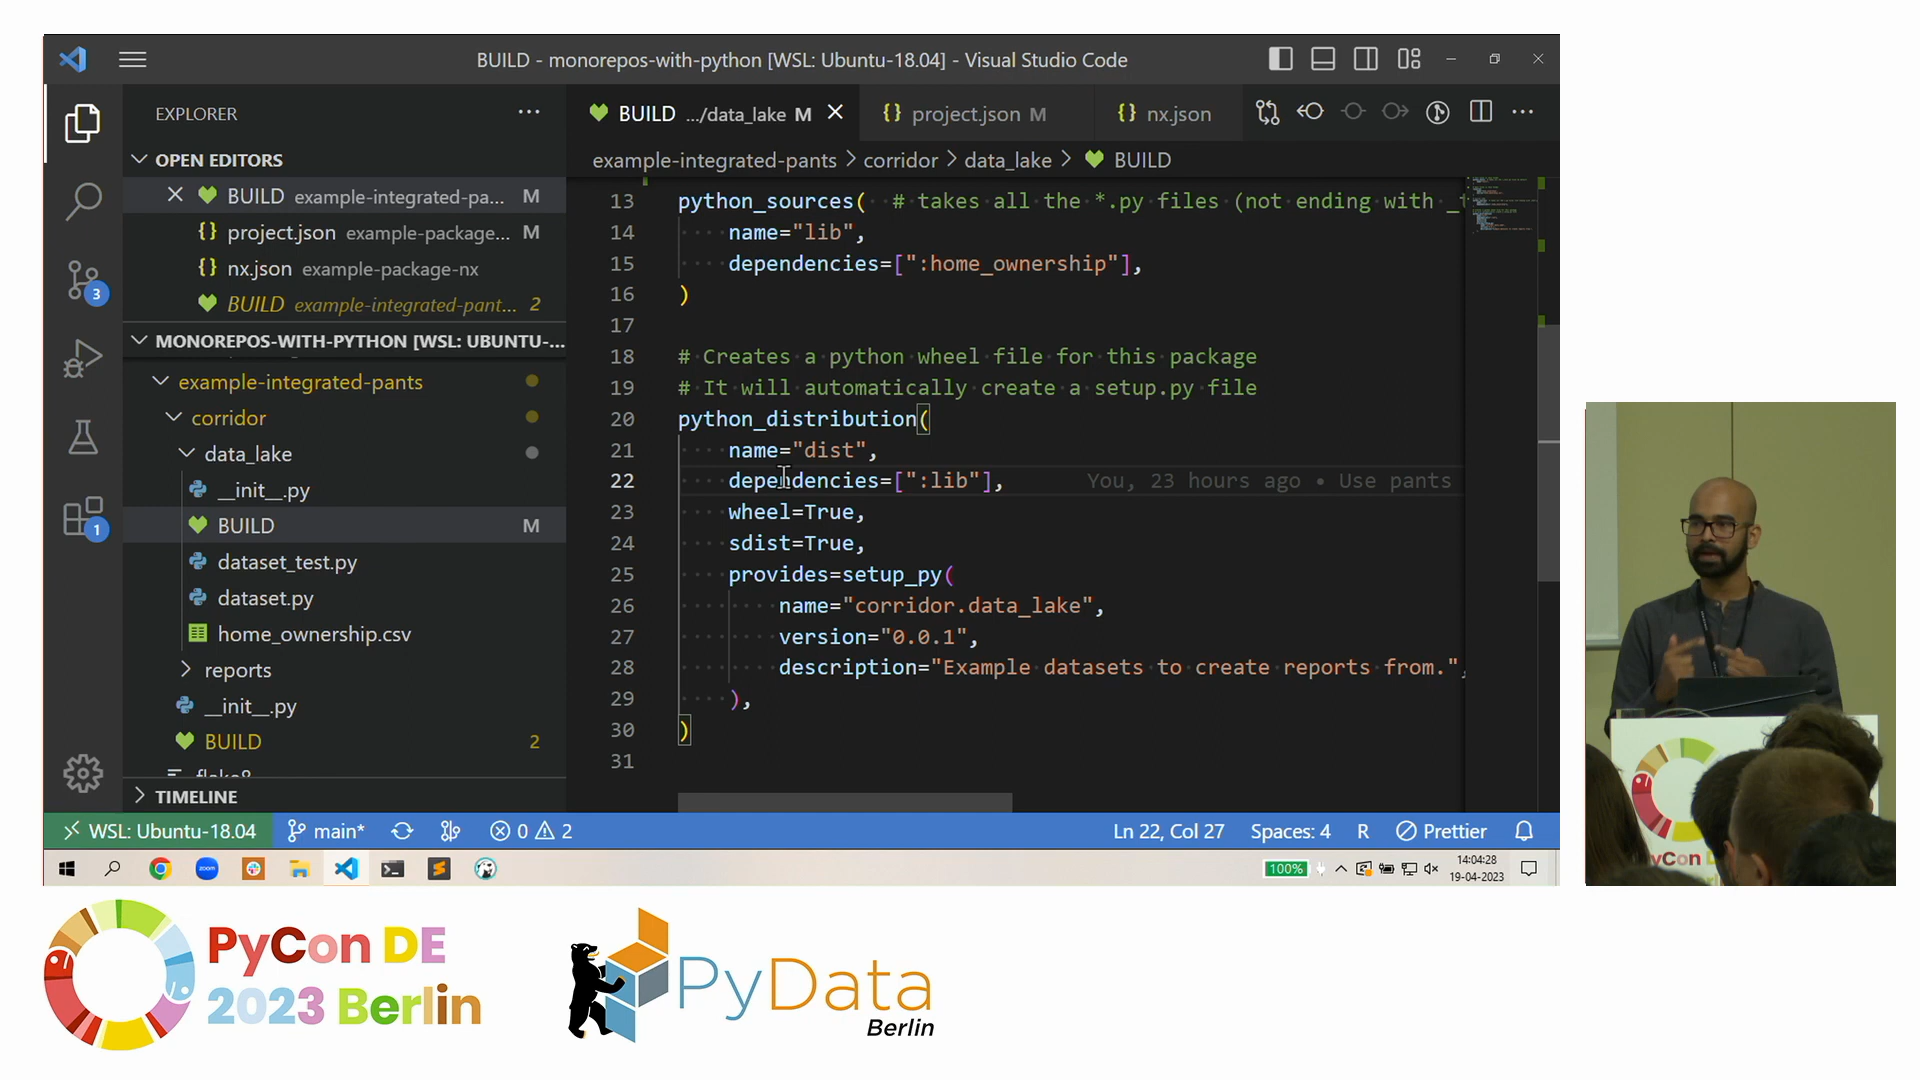 BUILD - monorepos-with-python [WSL: Ubuntu-18.04] - Visual Studio Code
EXPLORER
BUILD .../data_lake M
{} project.json M
{} nx.json
OPEN EDITORS
example-integrated-pants > corridor > data_lake > BUILD
BUILD example-integrated-pa... M
{} project.json example-package... M
{} nx.json example-package-nx
BUILD example-integrated-pant... 2
MONOREPOS-WITH-PYTHON [WSL: UBUNTU-...
example-integrated-pants
corridor
data_lake
__init__.py
BUILD M
dataset_test.py
dataset.py
home_ownership.csv
reports
__init__.py
BUILD 2
TIMELINE
3
1
13 python_sources( # takes all the *.py files (not ending with _t
14 name="lib",
15 dependencies=[":home_ownership"],
16 )
17
18 # Creates a python wheel file for this package
19 # It will automatically create a setup.py file
20 python_distribution(
21 name="dist",
22 dependencies=[":lib"], You, 23 hours ago • Use pants
23 wheel=True,
24 sdist=True,
25 provides=setup_py(
26 name="corridor.data_lake",
27 version="0.0.1",
28 description="Example datasets to create reports from.",
29 ),
30 )
31
WSL: Ubuntu-18.04 main* 0 2 Ln 22, Col 27 Spaces: 4 R Prettier
zoom
100%
14:04:28
19-04-2023
PyCon DE
2023 Berlin
PyData
Berlin
yCon D